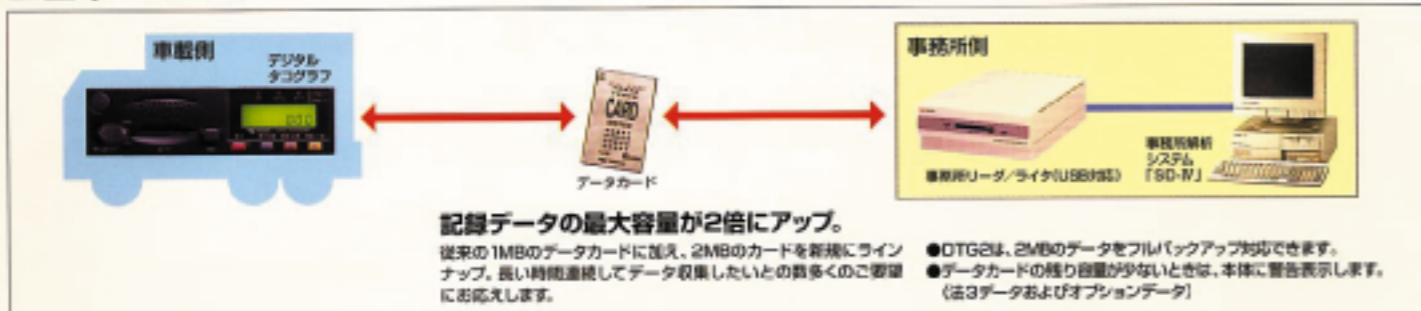 車載側
デジタル
タコグラフ
CARD
データカード
事務所側
事務所リーダ/ライタ(USB対応)
事務所解析
システム
「SD-Ⅳ」
記録データの最大容量が2倍にアップ。
従来の1MBのデータカードに加え、2MBのカードを新規にライン
ナップ。長い時間連続してデータ収集したいとの数多くのご要望
にお応えします。
●DTG2は、2MBのデータをフルバックアップ対応できます。
●データカードの残り容量が少ないときは、本体に警告表示します。
(法3データおよびオプションデータ)